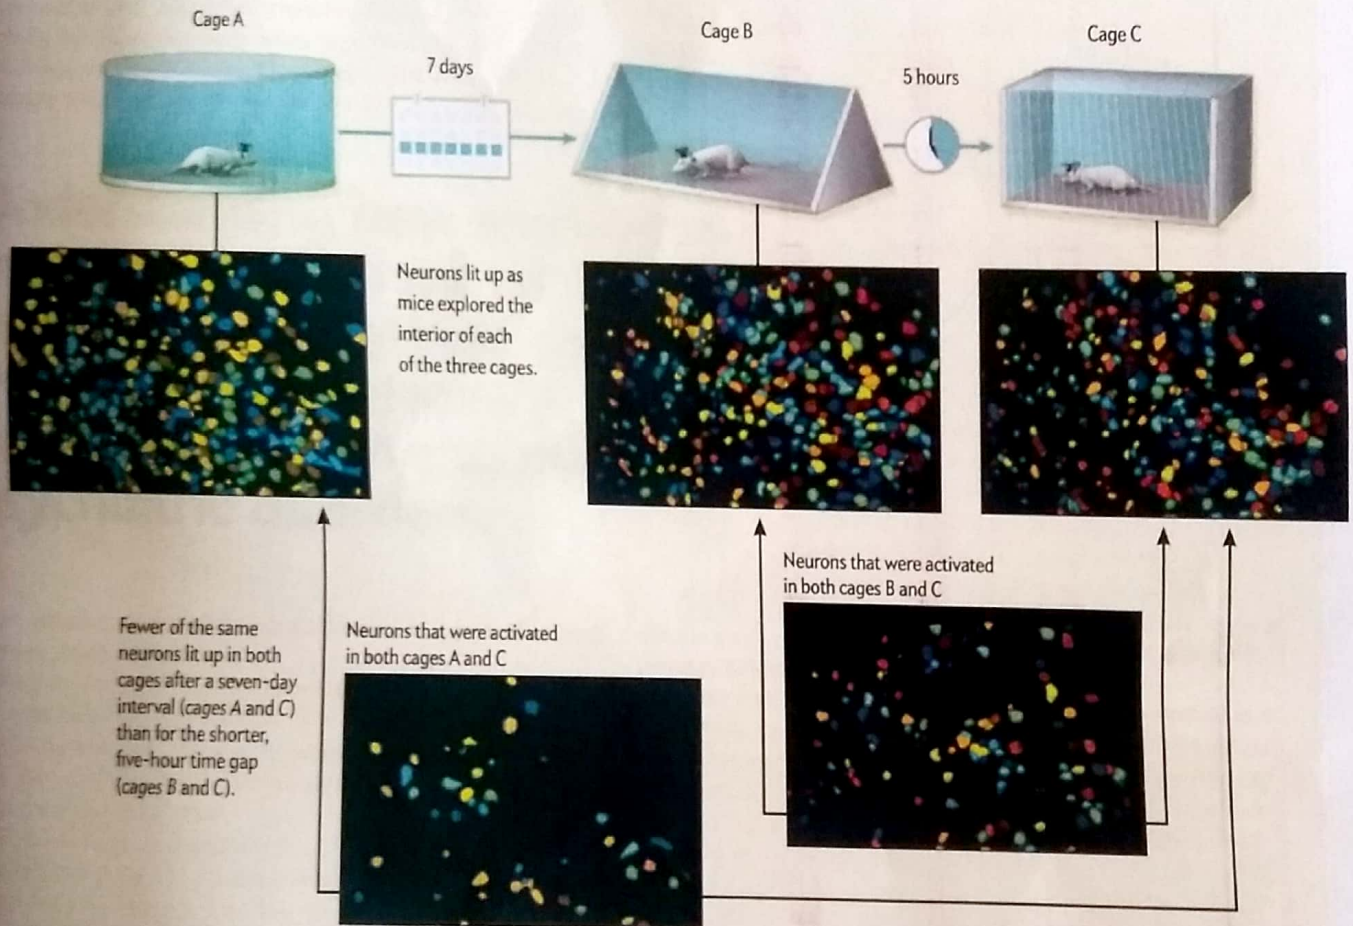 Cage A
Cage B
Cage C
7 days
5 hours
Neurons lit up as
mice explored the
interior of each
of the three cages.
Neurons that were activated
in both cages B and C
Fewer of the same
neurons lit up in both
cages after a seven-day
interval (cages A and C)
than for the shorter,
five-hour time gap
(cages B and C).
Neurons that were activated
in both cages A and C